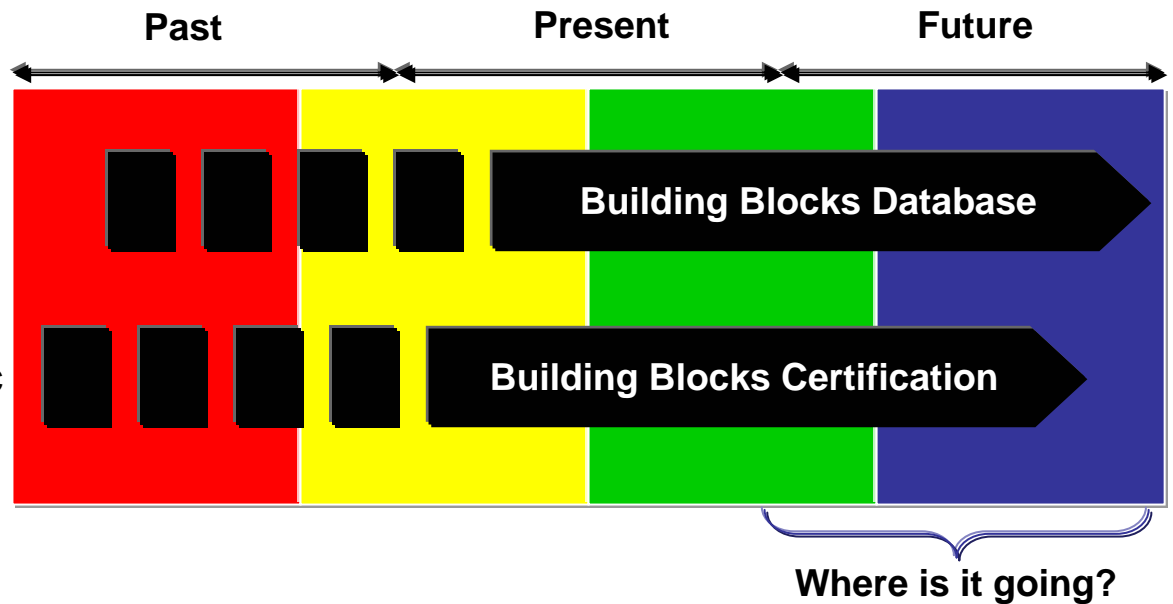 Past
Present
Future
Building Blocks Database
c
Building Blocks Certification
Where is it going?